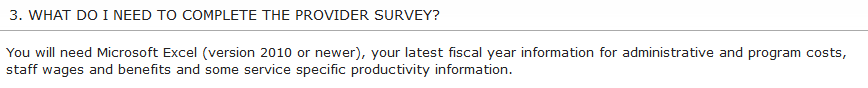 3. WHAT DO I NEED TO COMPLETE THE PROVIDER SURVEY?
You will need Microsoft Excel (version 2010 or newer), your latest fiscal year information for administrative and program costs,
staff wages and benefits and some service specific productivity information.